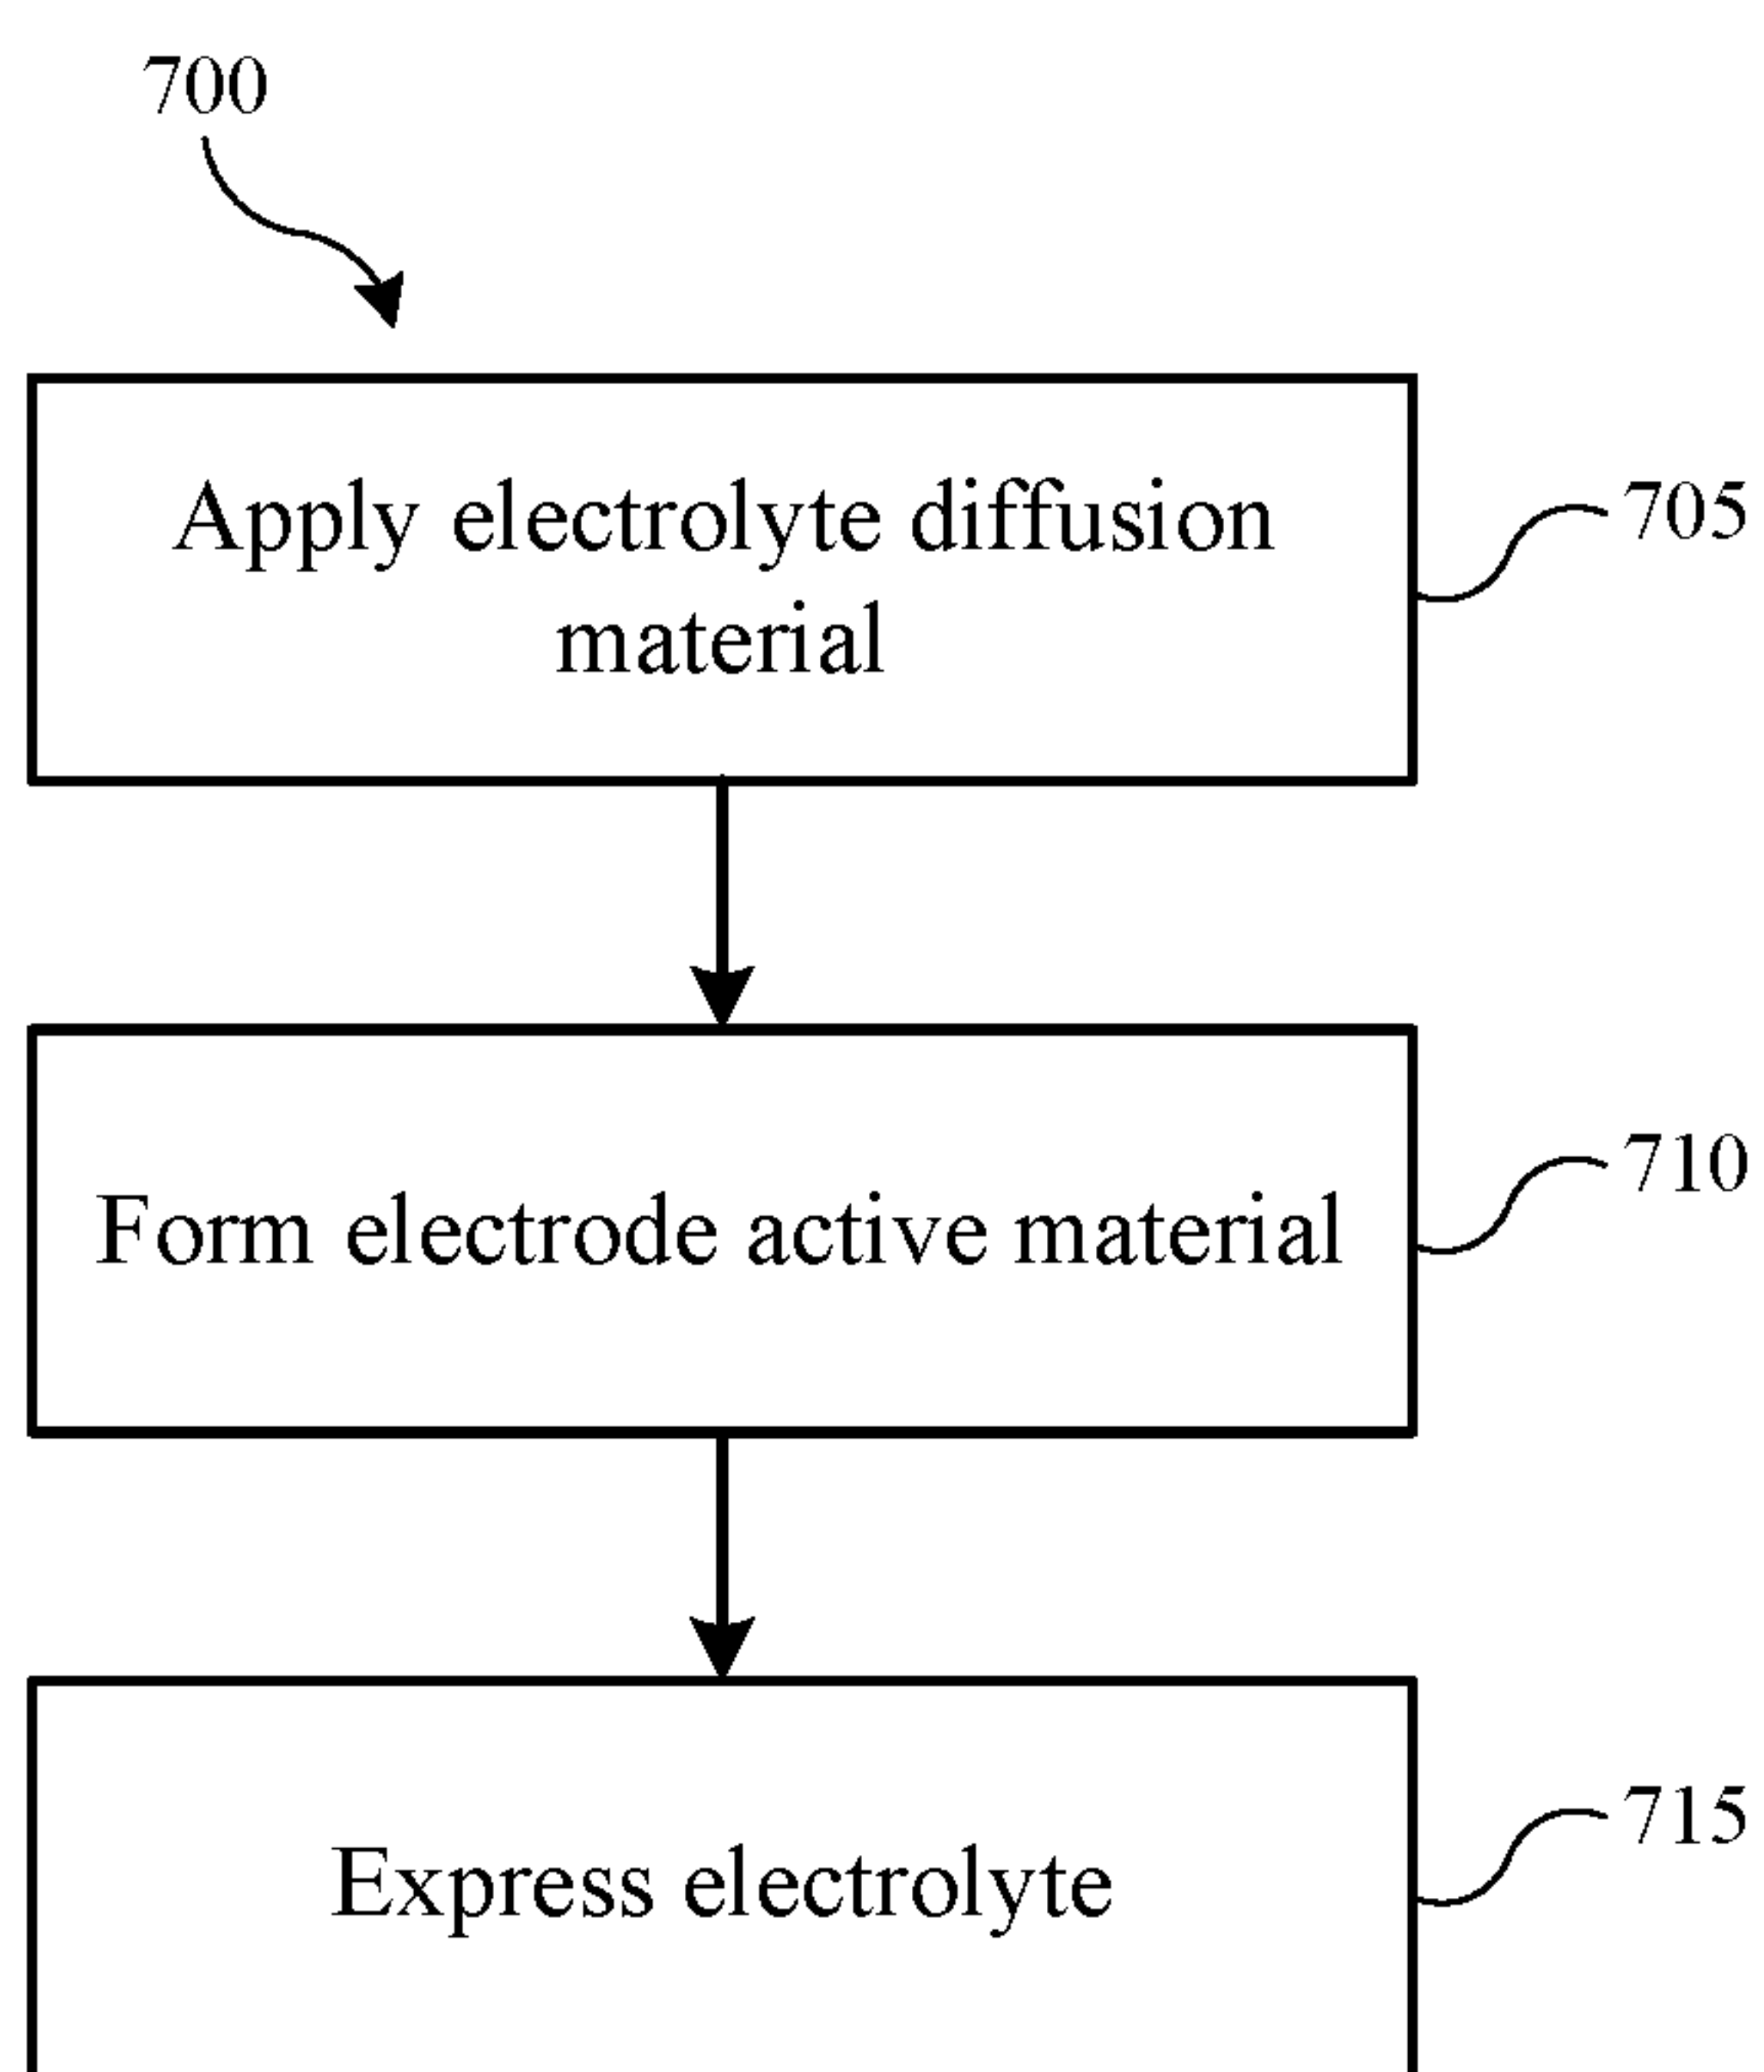 700
Apply electrolyte diffusion
material
705
Form electrode active material
710
Express electrolyte
715